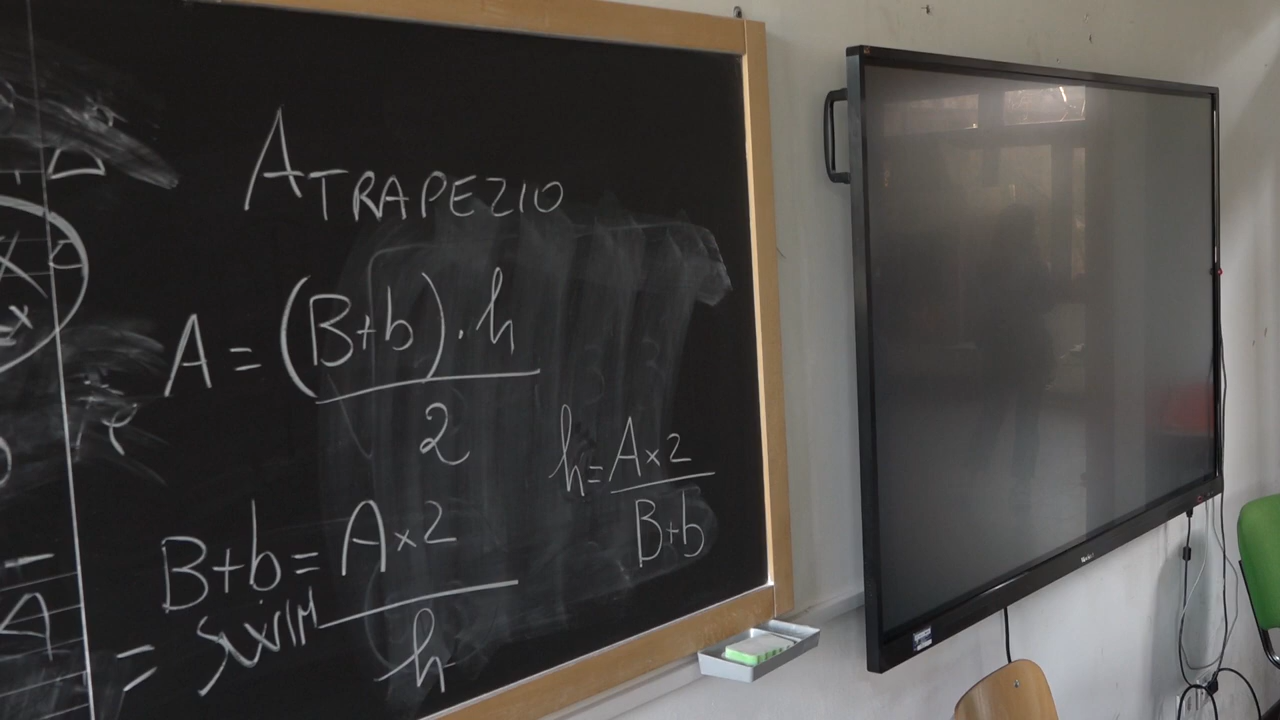 A TRAPEZIO
A = (B+b) · h
2
h = A x 2
B+b
B+b = A x 2
h